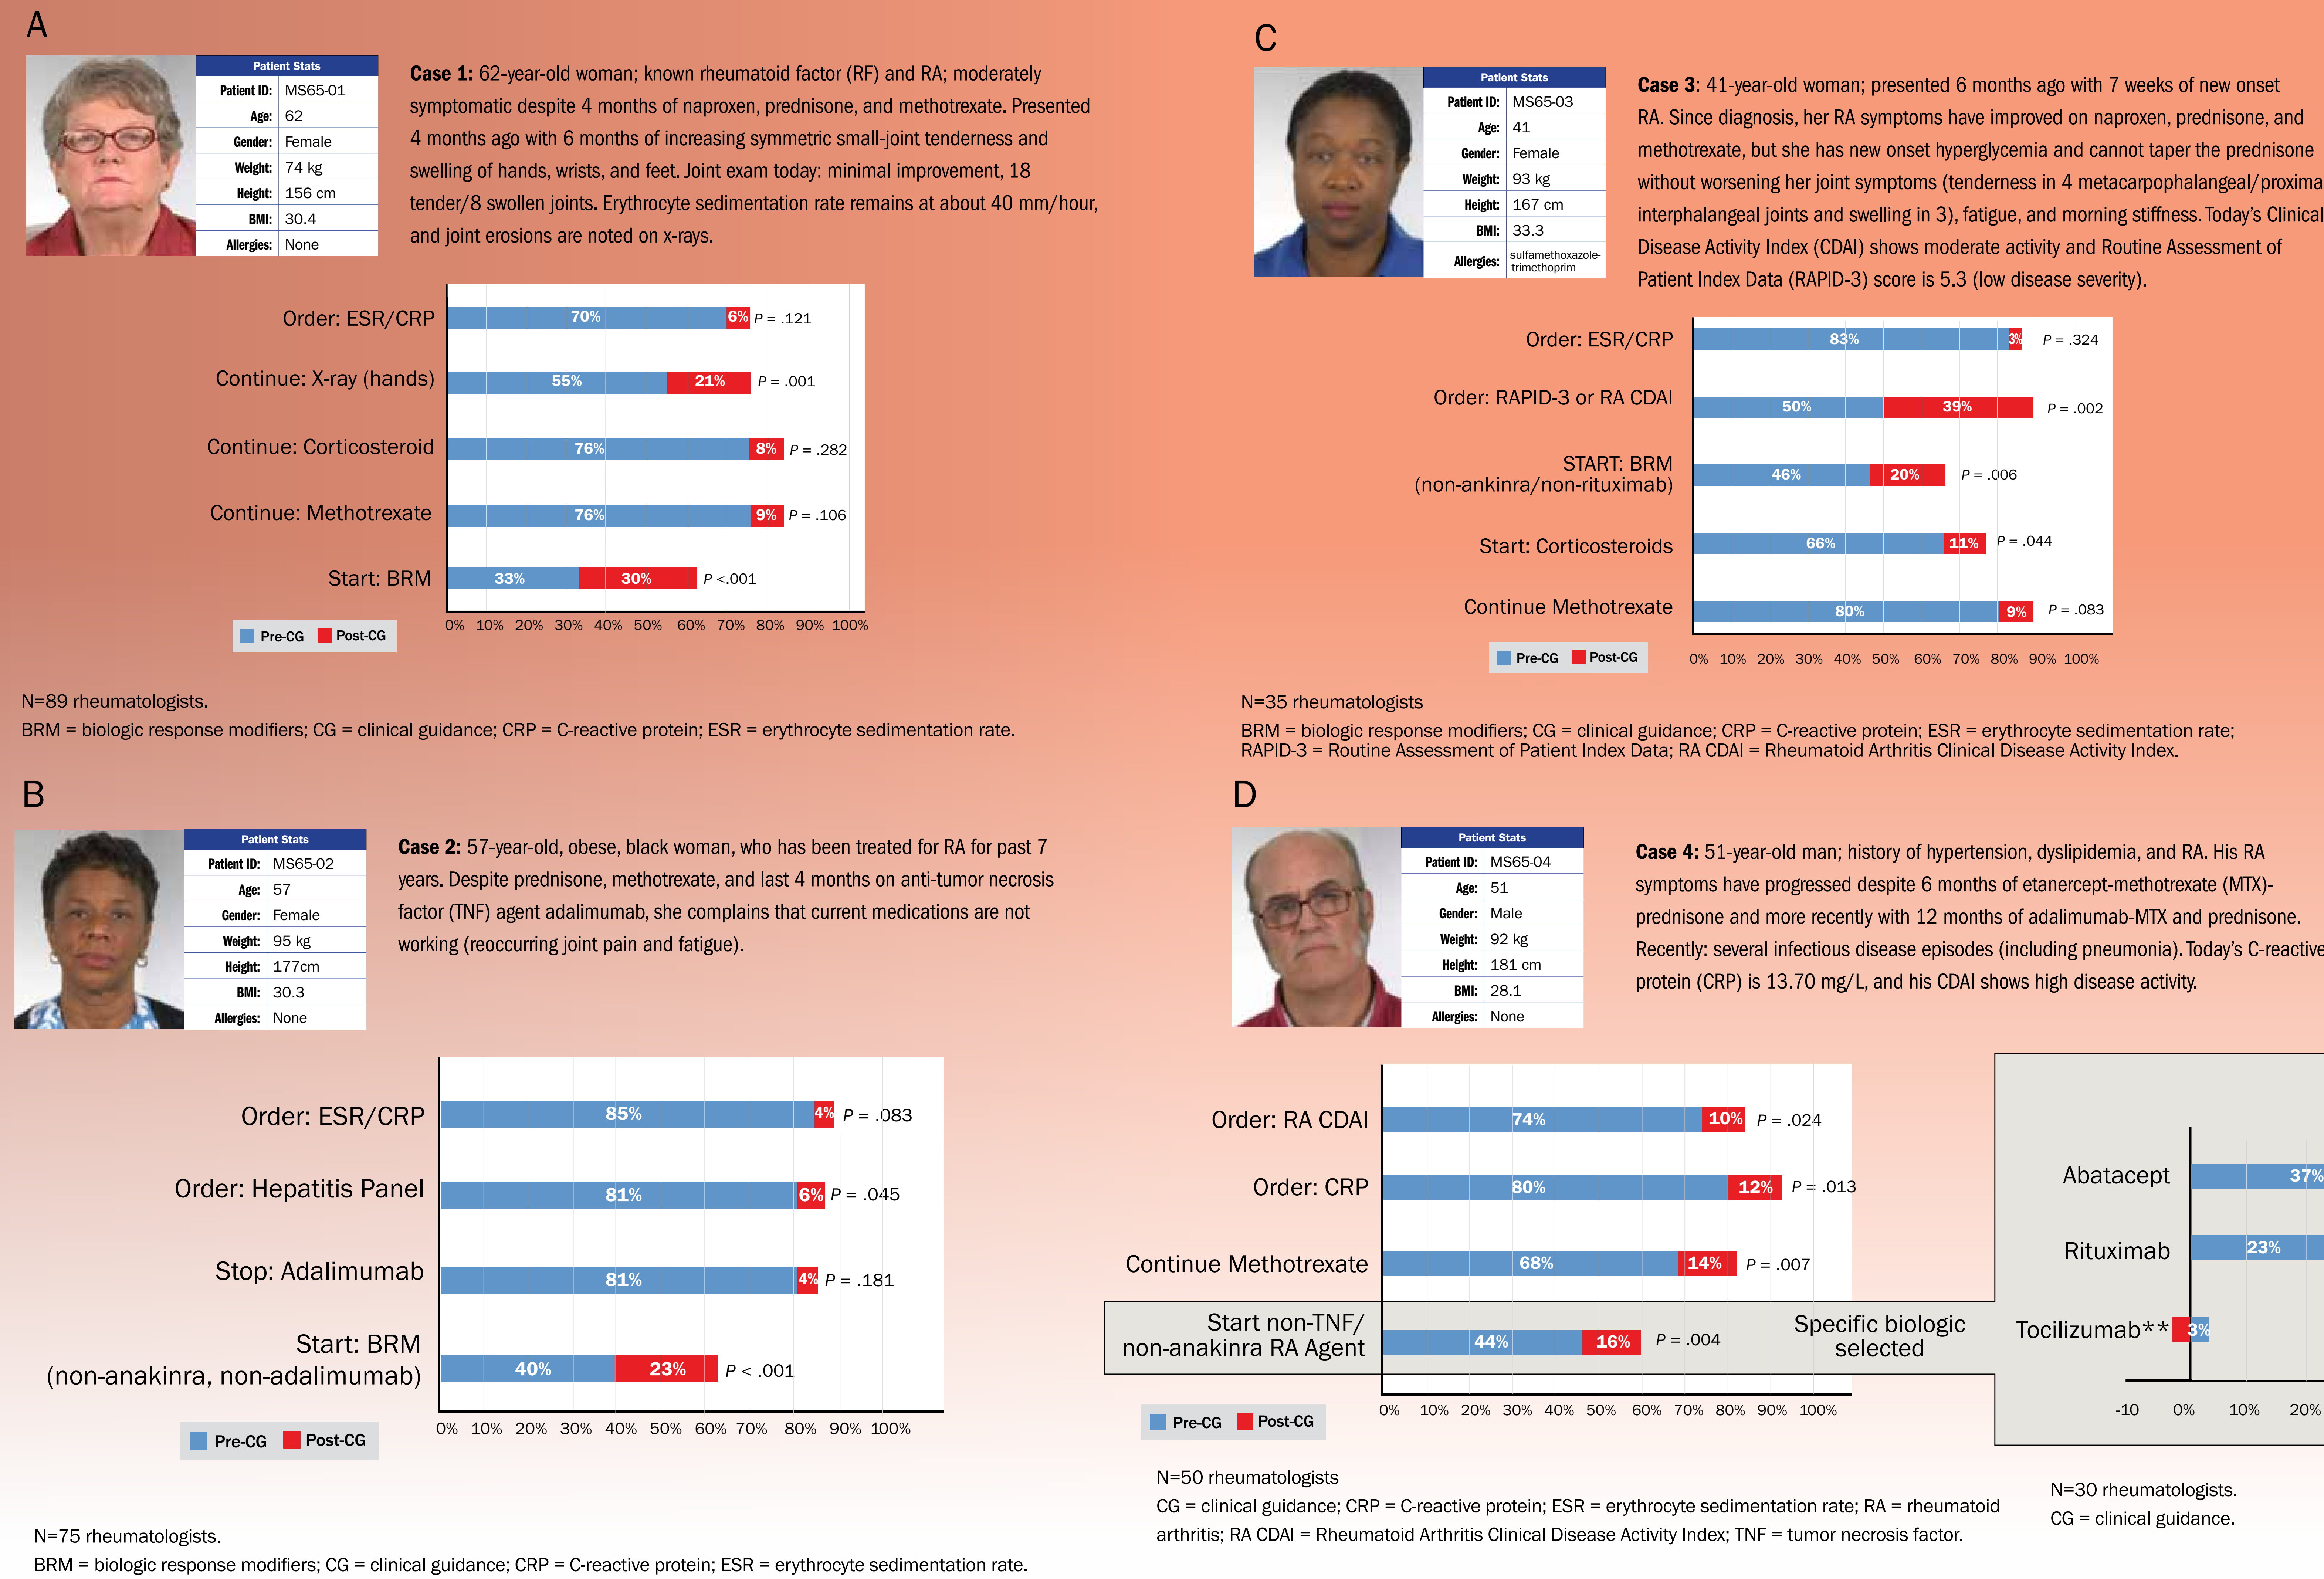 A
Patient Stats
Patient ID: MS65-01
Age: 62
Gender: Female
Weight: 74 kg
Height: 156 cm
BMI: 30.4
Allergies: None
Case 1: 62-year-old woman; known rheumatoid factor (RF) and RA; moderately
symptomatic despite 4 months of naproxen, prednisone, and methotrexate. Presented
4 months ago with 6 months of increasing symmetric small-joint tenderness and
swelling of hands, wrists, and feet. Joint exam today: minimal improvement, 18
tender/8 swollen joints. Erythrocyte sedimentation rate remains at about 40 mm/hour,
and joint erosions are noted on x-rays.
Order: ESR/CRP 70% 6% P = .121
Continue: X-ray (hands) 55% 21% P = .001
Continue: Corticosteroid 76% 8% P = .282
Continue: Methotrexate 76% 9% P = .106
Start: BRM 33% 30% P <.001
0% 10% 20% 30% 40% 50% 60% 70% 80% 90% 100%
Pre-CG Post-CG
N=89 rheumatologists.
BRM = biologic response modifiers; CG = clinical guidance; CRP = C-reactive protein; ESR = erythrocyte sedimentation rate.
B
Patient Stats
Patient ID: MS65-02
Age: 57
Gender: Female
Weight: 95 kg
Height: 177cm
BMI: 30.3
Allergies: None
Case 2: 57-year-old, obese, black woman, who has been treated for RA for past 7
years. Despite prednisone, methotrexate, and last 4 months on anti-tumor necrosis
factor (TNF) agent adalimumab, she complains that current medications are not
working (reoccurring joint pain and fatigue).
Order: ESR/CRP 85% 4% P = .083
Order: Hepatitis Panel 81% 6% P = .045
Stop: Adalimumab 81% 4% P = .181
Start: BRM
(non-anakinra, non-adalimumab) 40% 23% P < .001
0% 10% 20% 30% 40% 50% 60% 70% 80% 90% 100%
Pre-CG Post-CG
N=75 rheumatologists.
BRM = biologic response modifiers; CG = clinical guidance; CRP = C-reactive protein; ESR = erythrocyte sedimentation rate.
C
Patient Stats
Patient ID: MS65-03
Age: 41
Gender: Female
Weight: 93 kg
Height: 167 cm
BMI: 33.3
Allergies: sulfamethoxazole-
trimethoprim
Case 3: 41-year-old woman; presented 6 months ago with 7 weeks of new onset
RA. Since diagnosis, her RA symptoms have improved on naproxen, prednisone, and
methotrexate, but she has new onset hyperglycemia and cannot taper the prednisone
without worsening her joint symptoms (tenderness in 4 metacarpophalangeal/proxima
interphalangeal joints and swelling in 3), fatigue, and morning stiffness. Today's Clinical
Disease Activity Index (CDAI) shows moderate activity and Routine Assessment of
Patient Index Data (RAPID-3) score is 5.3 (low disease severity).
Order: ESR/CRP 83% 3% P = .324
Order: RAPID-3 or RA CDAI 50% 39% P = .002
START: BRM
(non-ankinra/non-rituximab) 46% 20% P = .006
Start: Corticosteroids 66% 11% P = .044
Continue Methotrexate 80% 9% P = .083
0% 10% 20% 30% 40% 50% 60% 70% 80% 90% 100%
Pre-CG Post-CG
N=35 rheumatologists
BRM = biologic response modifiers; CG = clinical guidance; CRP = C-reactive protein; ESR = erythrocyte sedimentation rate;
RAPID-3 = Routine Assessment of Patient Index Data; RA CDAI = Rheumatoid Arthritis Clinical Disease Activity Index.
D
Patient Stats
Patient ID: MS65-04
Age: 51
Gender: Male
Weight: 92 kg
Height: 181 cm
BMI: 28.1
Allergies: None
Case 4: 51-year-old man; history of hypertension, dyslipidemia, and RA. His RA
symptoms have progressed despite 6 months of etanercept-methotrexate (MTX)-
prednisone and more recently with 12 months of adalimumab-MTX and prednisone.
Recently: several infectious disease episodes (including pneumonia). Today's C-reactive
protein (CRP) is 13.70 mg/L, and his CDAI shows high disease activity.
Order: RA CDAI 74% 10% P = .024
Order: CRP 80% 12% P = .013
Continue Methotrexate 68% 14% P = .007
Start non-TNF/
non-anakinra RA Agent 44% 16% P = .004
0% 10% 20% 30% 40% 50% 60% 70% 80% 90% 100%
Pre-CG Post-CG
Specific biologic
selected
Abatacept 37%
Rituximab 23%
Tocilizumab** 3%
-10 0% 10% 20%
N=50 rheumatologists
CG = clinical guidance; CRP = C-reactive protein; ESR = erythrocyte sedimentation rate; RA = rheumatoid
arthritis; RA CDAI = Rheumatoid Arthritis Clinical Disease Activity Index; TNF = tumor necrosis factor.
N=30 rheumatologists.
CG = clinical guidance.